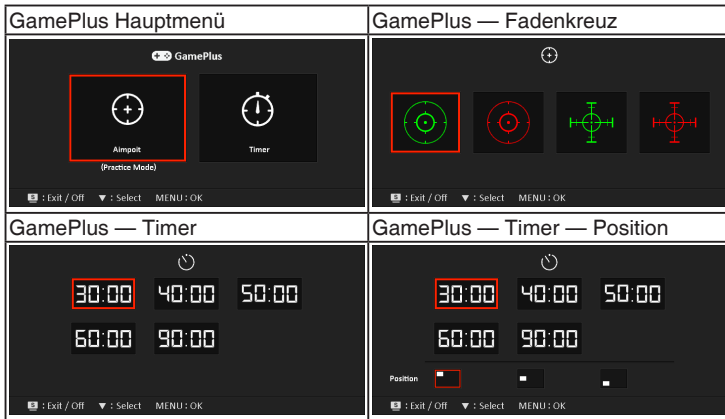 GamePlus Hauptmenü
GamePlus — Fadenkreuz
GamePlus
Aimpoit
Timer
(Practice Mode)
S : Exit / Off ▼ : Select MENU : OK
S : Exit / Off ▼ : Select MENU : OK
GamePlus — Timer
GamePlus — Timer — Position
30:00 40:00 50:00
60:00 90:00
S : Exit / Off ▼ : Select MENU : OK
30:00 40:00 50:00
60:00 90:00
Position
S : Exit / Off ▼ : Select MENU : OK